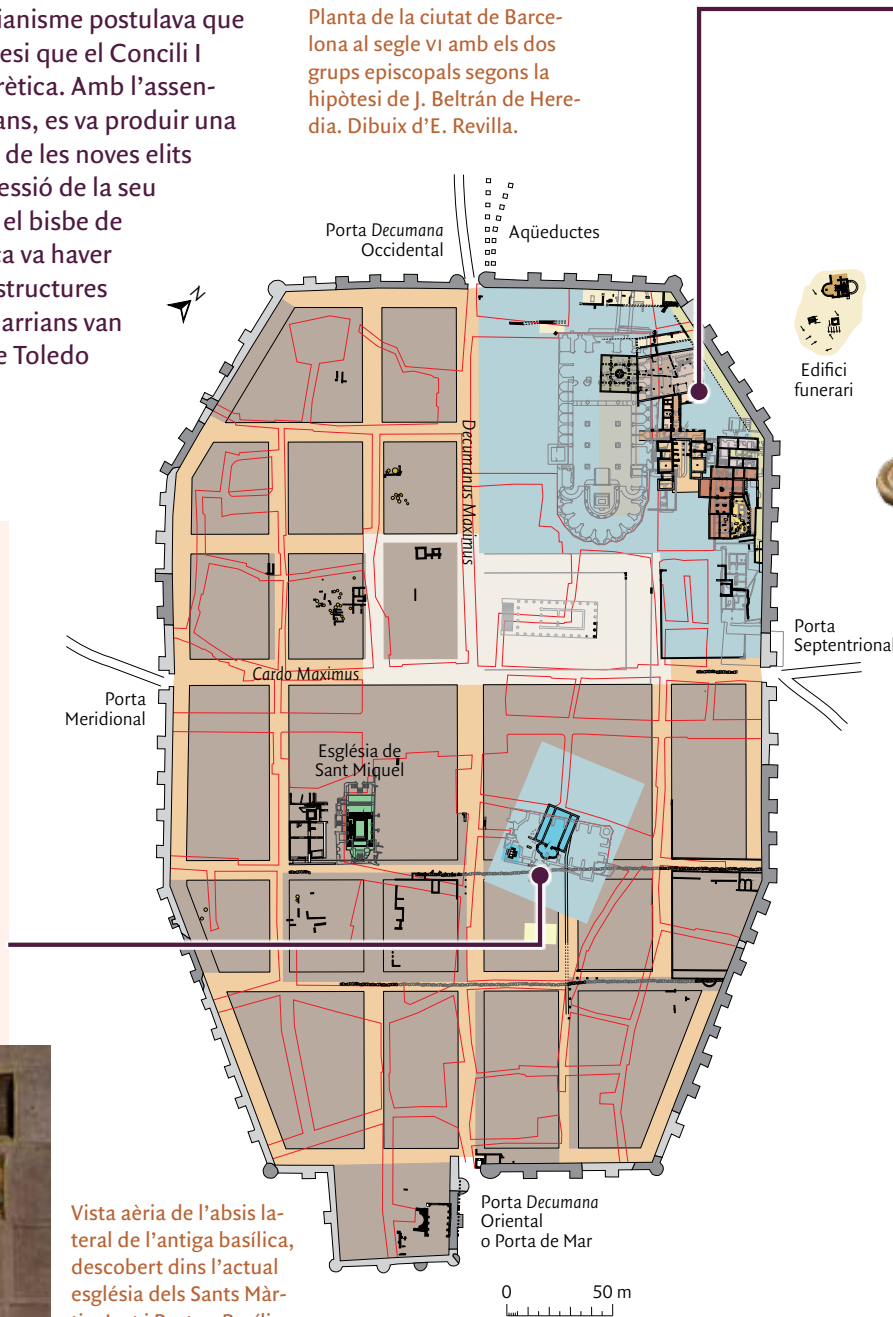 ianisme postulava que
esi que el Concili I
rètica. Amb l’assen-
ans, es va produir una
de les noves elits
essió de la seu
el bisbe de
ca va haver
structures
arrians van
e Toledo
Planta de la ciutat de Barce-
lona al segle VI amb els dos
grups episcopals segons la
hipòtesi de J. Beltrán de Here-
dia. Dibuix d’E. Revilla.
Porta Decumana
Occidental
Aqüeductes
N
Edifici
funerari
Decumanus Maximus
Porta
Septentrional
Cardo Maximus
Porta
Meridional
Església de
Sant Miquel
Porta Decumana
Oriental
o Porta de Mar
0 50 m
Vista aèria de l’absis la-
teral de l’antiga basílica,
descobert dins l’actual
església dels Sants Màr-